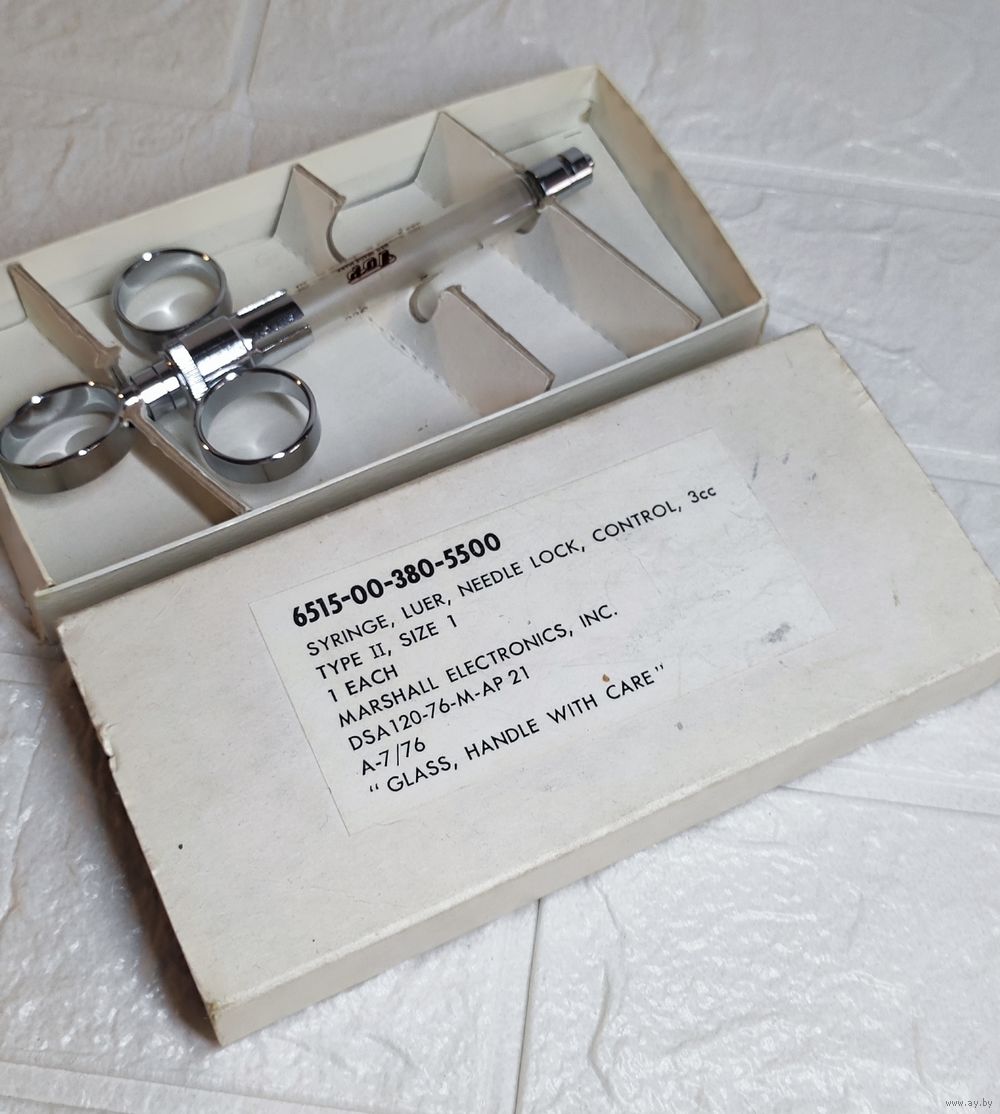 Luer
6515-00-380-5500
SYRINGE, LUER, NEEDLE LOCK, CONTROL, 3cc
TYPE II, SIZE 1
1 EACH
MARSHALL ELECTRONICS, INC.
DSA120-76-M-AP 21
A-7/76
“ GLASS, HANDLE WITH CARE ”
www.ay.by